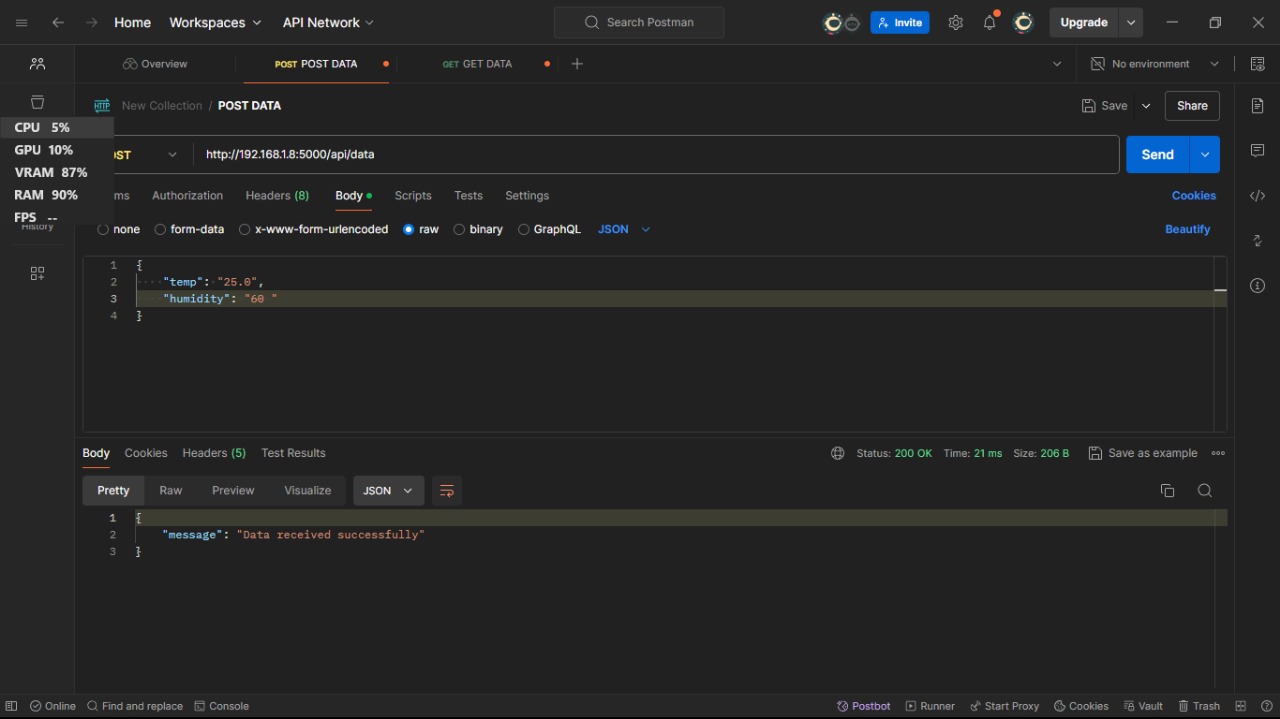 Home Workspaces API Network Search Postman Invite Upgrade
Overview POST POST DATA GET GET DATA No environment
HTTP New Collection / POST DATA Save Share
CPU 5%
GPU 10%
VRAM 87%
RAM 90%
FPS --
History
ST http://192.168.1.8:5000/api/data Send
ms Authorization Headers (8) Body Scripts Tests Settings Cookies
none form-data x-www-form-urlencoded raw binary GraphQL JSON Beautify
1 {
2 "temp": "25.0",
3 "humidity": "60 "
4 }
Body Cookies Headers (5) Test Results Status: 200 OK Time: 21 ms Size: 206 B Save as example
Pretty Raw Preview Visualize JSON
1 {
2 "message": "Data received successfully"
3 }
Online Find and replace Console Postbot Runner Start Proxy Cookies Vault Trash